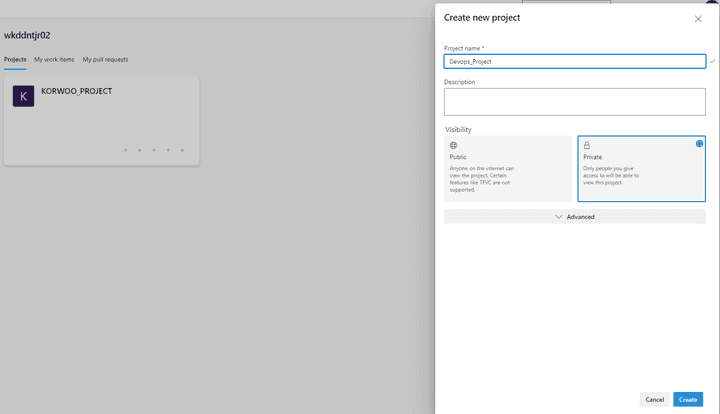 wkddntjr02
Projects My work items My pull requests
K KORWOO_PROJECT
Create new project
Project name *
Devops_Project
Description
Visibility
Public
Anyone on the internet can
view the project. Certain
features like TFVC are not
supported.
Private
Only people you give
access to will be able to
view this project.
Advanced
Cancel Create